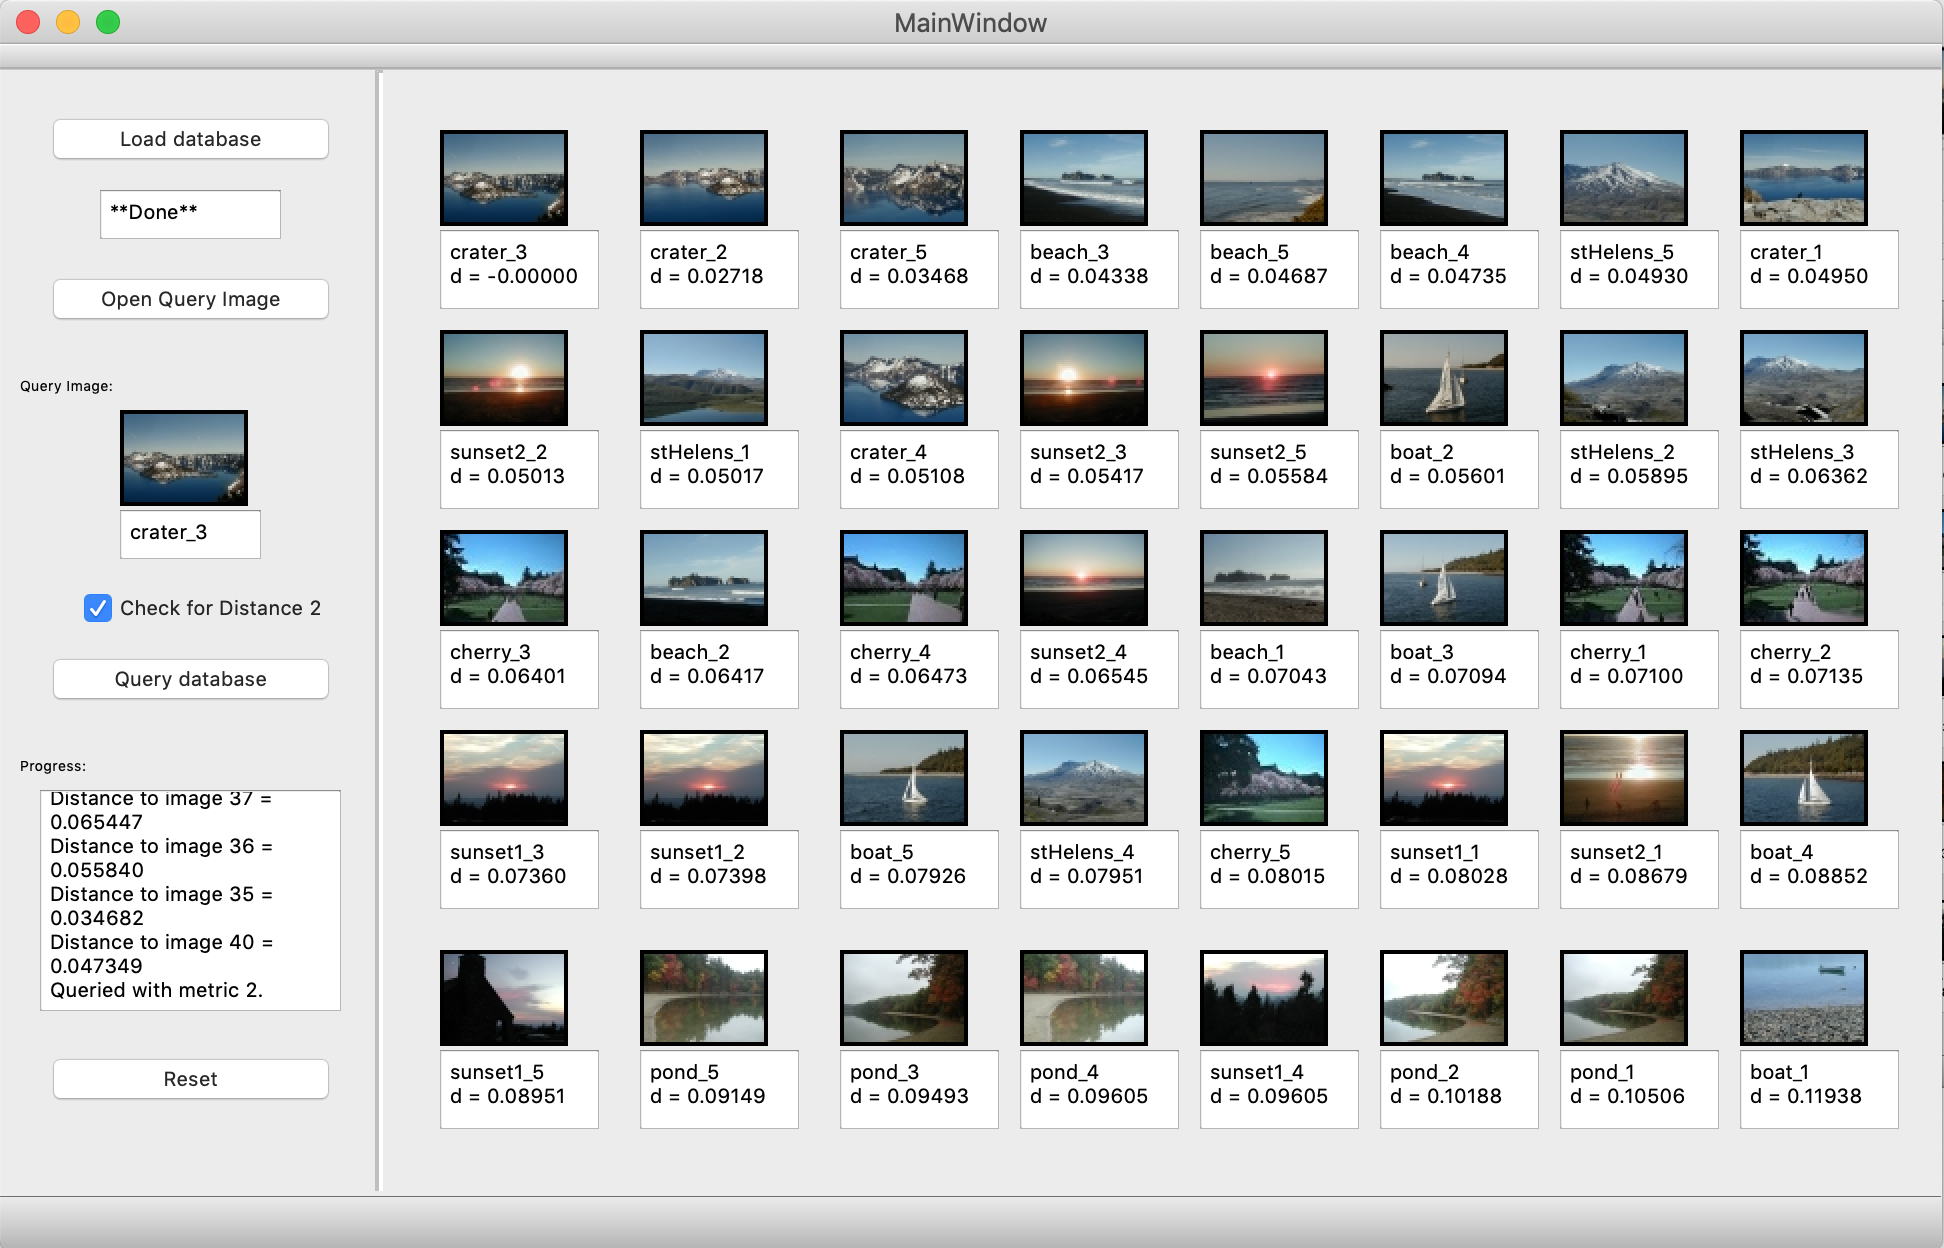 MainWindow
Load database
**Done**
Open Query Image
Query Image:
crater_3
Check for Distance 2
Query database
Progress:
Distance to image 37 =
0.065447
Distance to image 36 =
0.055840
Distance to image 35 =
0.034682
Distance to image 40 =
0.047349
Queried with metric 2.
Reset
crater_3
d = -0.00000
crater_2
d = 0.02718
crater_5
d = 0.03468
beach_3
d = 0.04338
beach_5
d = 0.04687
beach_4
d = 0.04735
stHelens_5
d = 0.04930
crater_1
d = 0.04950
sunset2_2
d = 0.05013
stHelens_1
d = 0.05017
crater_4
d = 0.05108
sunset2_3
d = 0.05417
sunset2_5
d = 0.05584
boat_2
d = 0.05601
stHelens_2
d = 0.05895
stHelens_3
d = 0.06362
cherry_3
d = 0.06401
beach_2
d = 0.06417
cherry_4
d = 0.06473
sunset2_4
d = 0.06545
beach_1
d = 0.07043
boat_3
d = 0.07094
cherry_1
d = 0.07100
cherry_2
d = 0.07135
sunset1_3
d = 0.07360
sunset1_2
d = 0.07398
boat_5
d = 0.07926
stHelens_4
d = 0.07951
cherry_5
d = 0.08015
sunset1_1
d = 0.08028
sunset2_1
d = 0.08679
boat_4
d = 0.08852
sunset1_5
d = 0.08951
pond_5
d = 0.09149
pond_3
d = 0.09493
pond_4
d = 0.09605
sunset1_4
d = 0.09605
pond_2
d = 0.10188
pond_1
d = 0.10506
boat_1
d = 0.11938